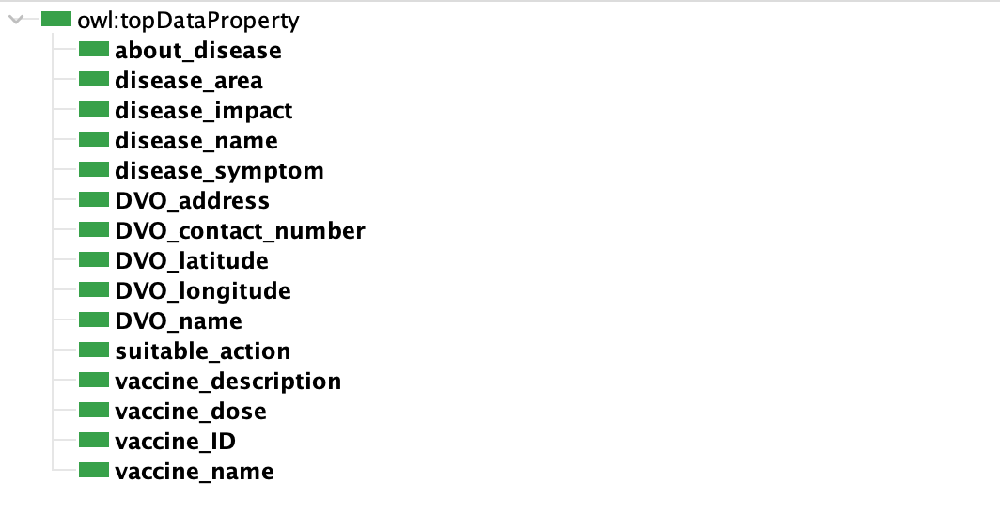 owl:topDataProperty
about_disease
disease_area
disease_impact
disease_name
disease_symptom
DVO_address
DVO_contact_number
DVO_latitude
DVO_longitude
DVO_name
suitable_action
vaccine_description
vaccine_dose
vaccine_ID
vaccine_name